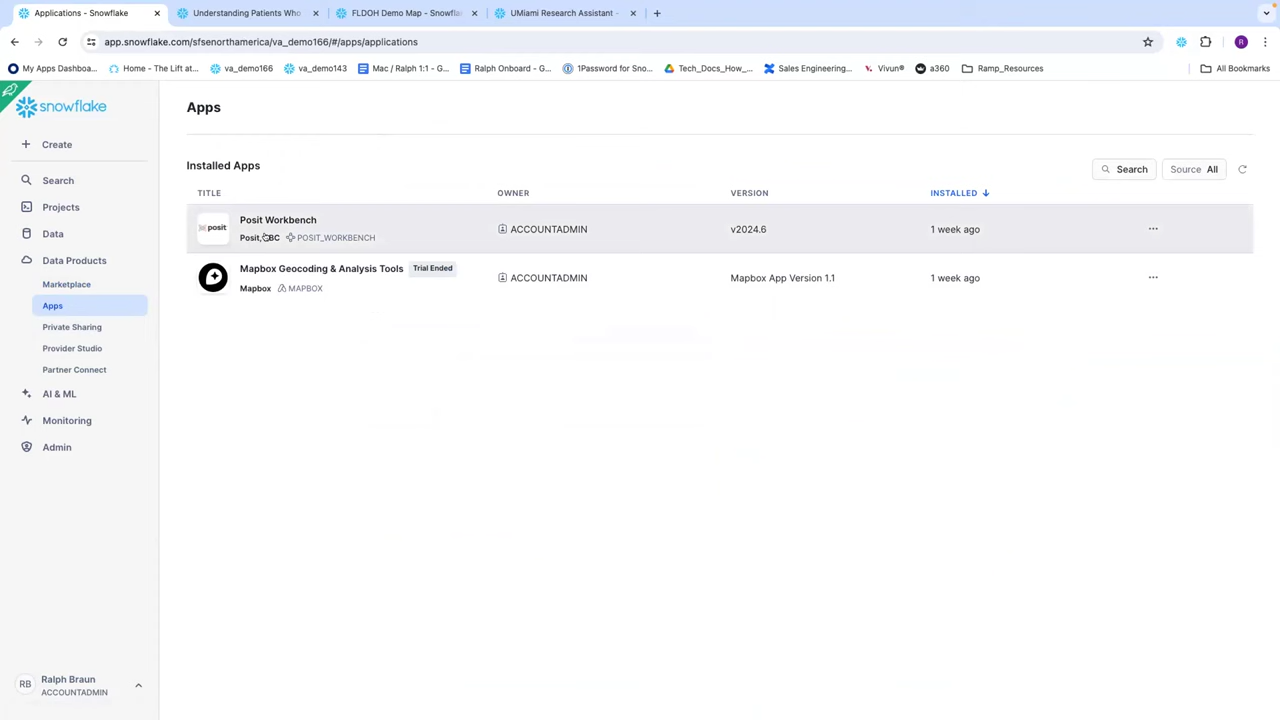 Applications - Snowflake
Understanding Patients Who
FLDOH Demo Map - Snowfla
UMiami Research Assistant -
app.snowflake.com/sfsenorthamerica/va_demo166/#/apps/applications
R
My Apps Dashboa...
Home - The Lift at...
va_demo166
va_demo143
Mac / Ralph 1:1 - G...
Ralph Onboard - G...
1Password for Sno...
Tech_Docs_How_...
Sales Engineering...
Vivun®
a360
Ramp_Resources
All Bookmarks
snowflake
Create
Search
Projects
Data
Data Products
Marketplace
Apps
Private Sharing
Provider Studio
Partner Connect
AI & ML
Monitoring
Admin
RB
Ralph Braun
ACCOUNTADMIN
Apps
Installed Apps
Search
Source All
TITLE OWNER VERSION INSTALLED
posit
Posit Workbench
Posit, POSIT_WORKBENCH
ACCOUNTADMIN
v2024.6
1 week ago
Mapbox Geocoding & Analysis Tools Trial Ended
Mapbox MAPBOX
ACCOUNTADMIN
Mapbox App Version 1.1
1 week ago